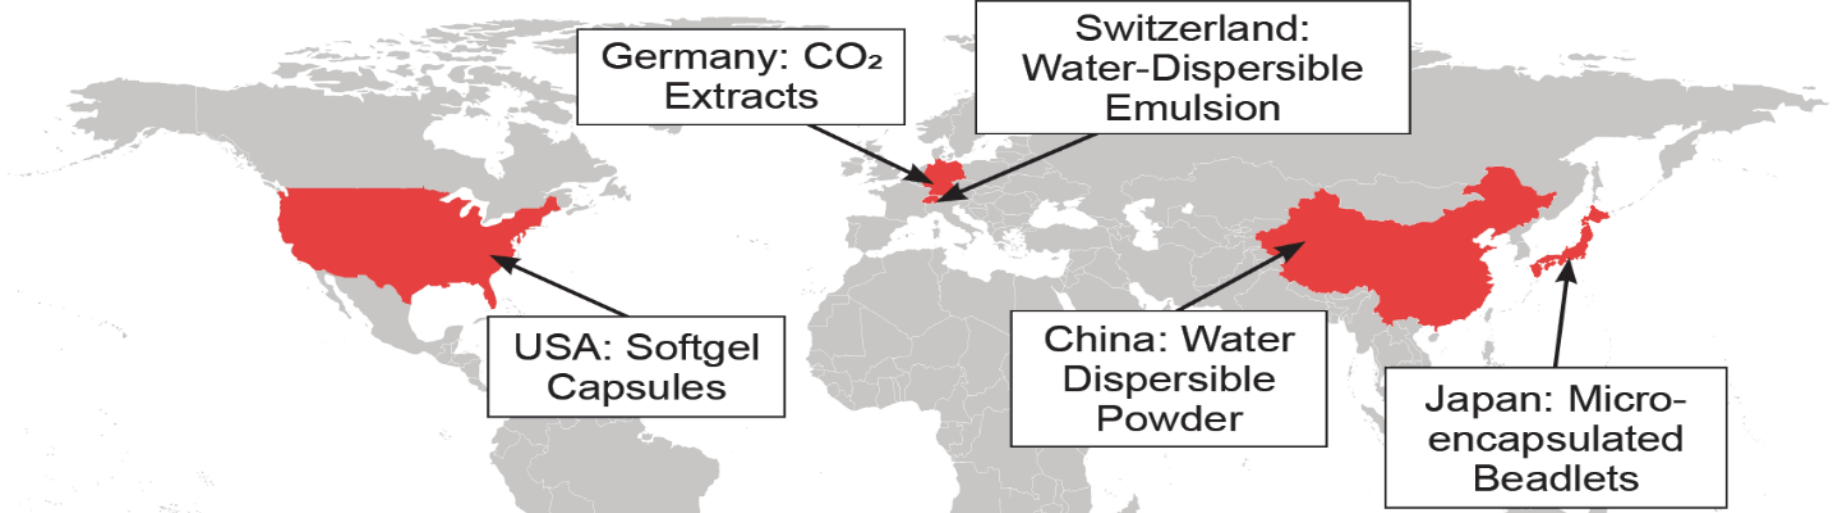 Germany: CO₂
Extracts
Switzerland:
Water-Dispersible
Emulsion
USA: Softgel
Capsules
China: Water
Dispersible
Powder
Japan: Micro-
encapsulated
Beadlets